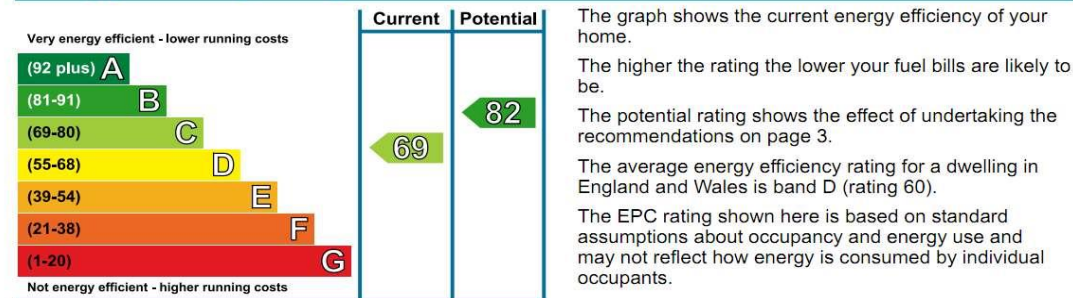 Current Potential
Very energy efficient - lower running costs
(92 plus) A
(81-91) B
(69-80) C
(55-68) D
(39-54) E
(21-38) F
(1-20) G
Not energy efficient - higher running costs
69
82
The graph shows the current energy efficiency of your
home.
The higher the rating the lower your fuel bills are likely to
be.
The potential rating shows the effect of undertaking the
recommendations on page 3.
The average energy efficiency rating for a dwelling in
England and Wales is band D (rating 60).
The EPC rating shown here is based on standard
assumptions about occupancy and energy use and
may not reflect how energy is consumed by individual
occupants.